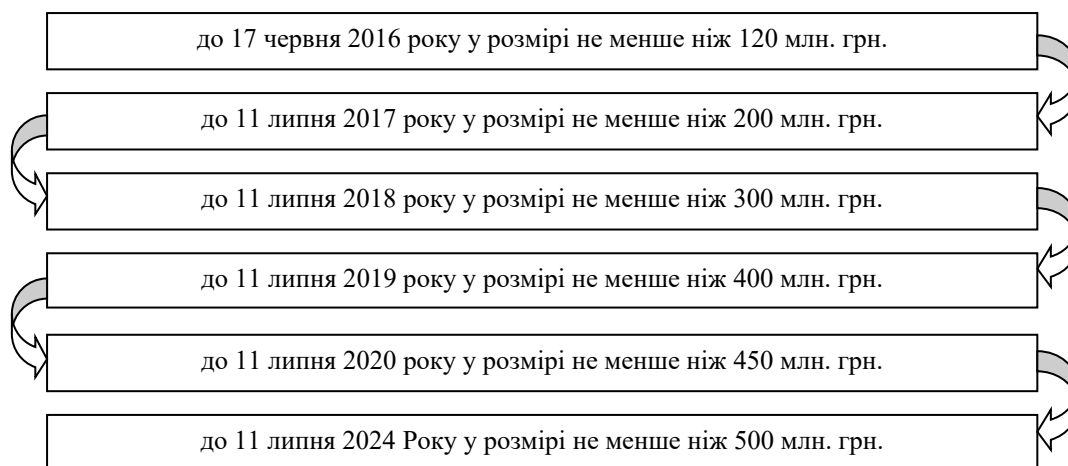 до 17 червня 2016 року у розмірі не менше ніж 120 млн. грн.
до 11 липня 2017 року у розмірі не менше ніж 200 млн. грн.
до 11 липня 2018 року у розмірі не менше ніж 300 млн. грн.
до 11 липня 2019 року у розмірі не менше ніж 400 млн. грн.
до 11 липня 2020 року у розмірі не менше ніж 450 млн. грн.
до 11 липня 2024 Року у розмірі не менше ніж 500 млн. грн.